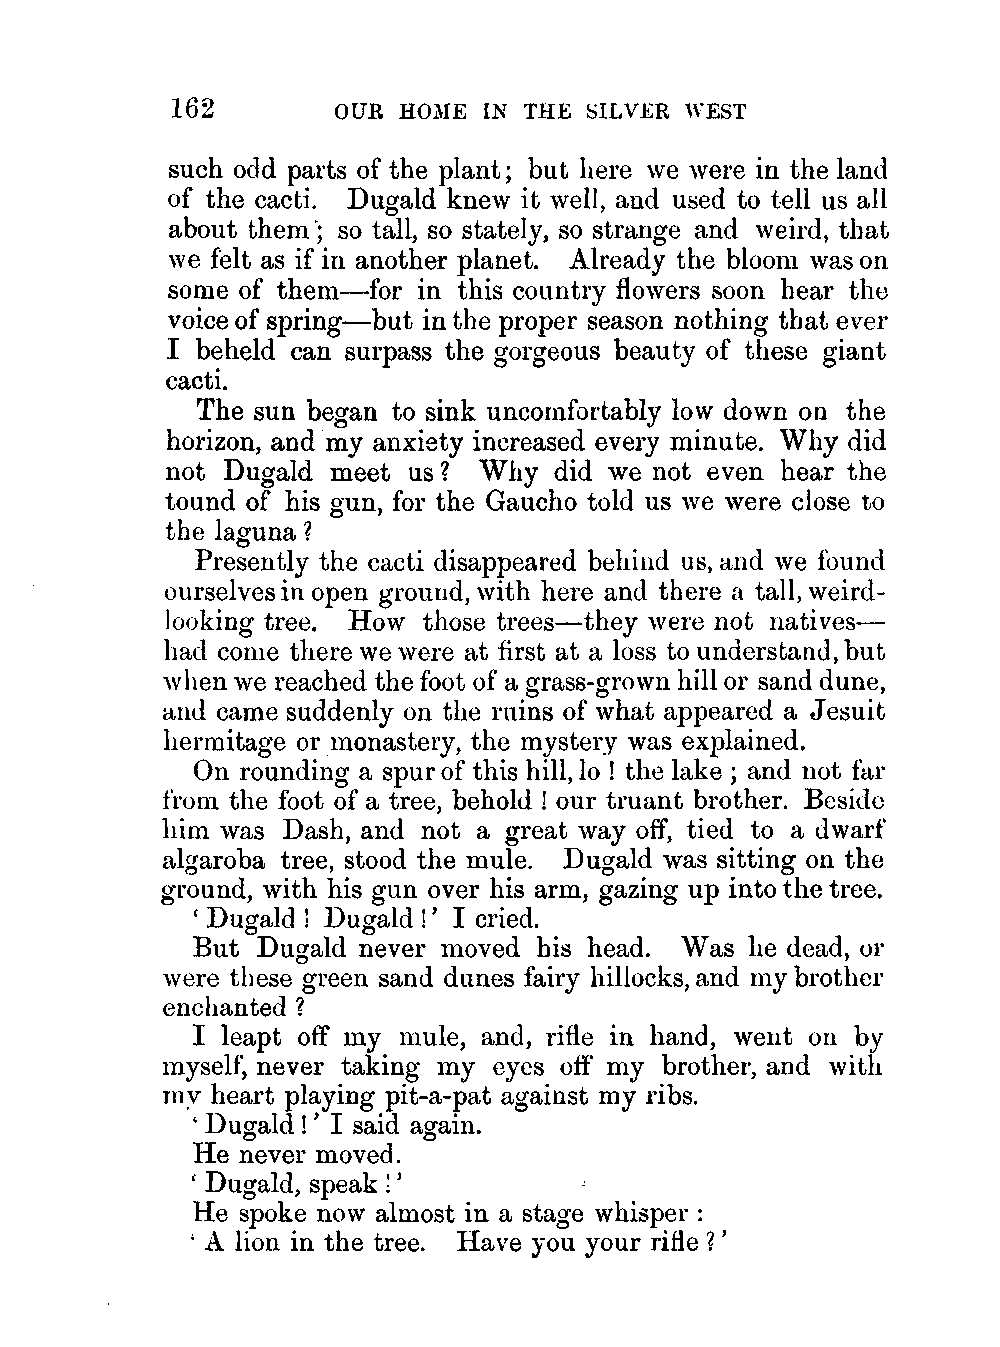 162 OUR HOME IN THE SILVER WEST
such odd parts of the plant; but here we were in the land
of the cacti. Dugald knew it well, and used to tell us all
about them; so tall, so stately, so strange and weird, that
we felt as if in another planet. Already the bloom was on
some of them—for in this country flowers soon hear the
voice of spring—but in the proper season nothing that ever
I beheld can surpass the gorgeous beauty of these giant
cacti.
The sun began to sink uncomfortably low down on the
horizon, and my anxiety increased every minute. Why did
not Dugald meet us? Why did we not even hear the
tound of his gun, for the Gaucho told us we were close to
the laguna?
Presently the cacti disappeared behind us, and we found
ourselves in open ground, with here and there a tall, weird-
looking tree. How those trees—they were not natives—
had come there we were at first at a loss to understand, but
when we reached the foot of a grass-grown hill or sand dune,
and came suddenly on the ruins of what appeared a Jesuit
hermitage or monastery, the mystery was explained.
On rounding a spur of this hill, lo! the lake; and not far
from the foot of a tree, behold! our truant brother. Beside
him was Dash, and not a great way off, tied to a dwarf
algaroba tree, stood the mule. Dugald was sitting on the
ground, with his gun over his arm, gazing up into the tree.
‘Dugald! Dugald!’ I cried.
But Dugald never moved his head. Was he dead, or
were these green sand dunes fairy hillocks, and my brother
enchanted?
I leapt off my mule, and, rifle in hand, went on by
myself, never taking my eyes off my brother, and with
my heart playing pit-a-pat against my ribs.
‘Dugald!’ I said again.
He never moved.
‘Dugald, speak!’
He spoke now almost in a stage whisper:
‘A lion in the tree. Have you your rifle?’